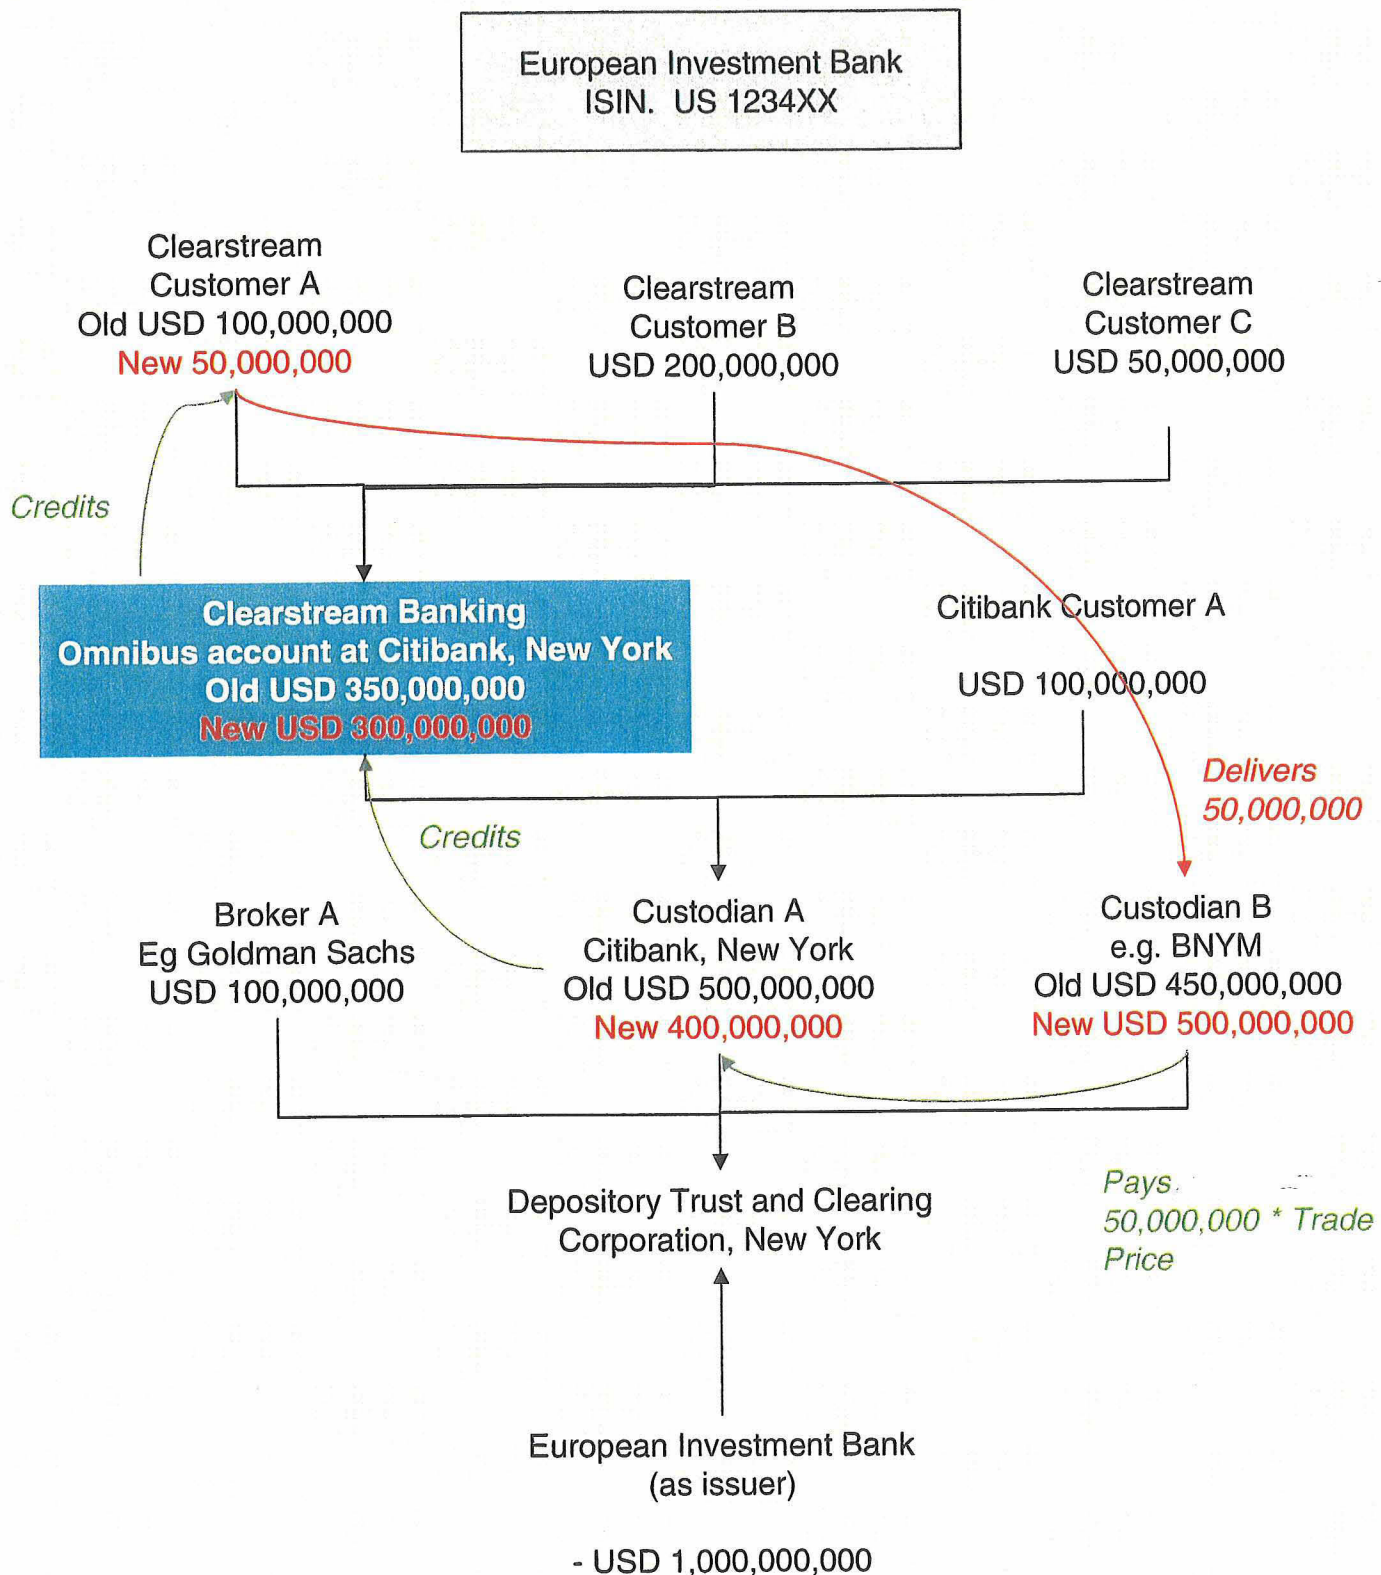 European Investment Bank
ISIN. US 1234XX
Clearstream
Customer A
Old USD 100,000,000
New 50,000,000
Clearstream
Customer B
USD 200,000,000
Clearstream
Customer C
USD 50,000,000
Credits
Clearstream Banking
Omnibus account at Citibank, New York
Old USD 350,000,000
New USD 300,000,000
Citibank Customer A
USD 100,000,000
Delivers
50,000,000
Credits
Broker A
Eg Goldman Sachs
USD 100,000,000
Custodian A
Citibank, New York
Old USD 500,000,000
New 400,000,000
Custodian B
e.g. BNYM
Old USD 450,000,000
New USD 500,000,000
Depository Trust and Clearing
Corporation, New York
Pays
50,000,000 * Trade
Price
European Investment Bank
(as issuer)
- USD 1,000,000,000